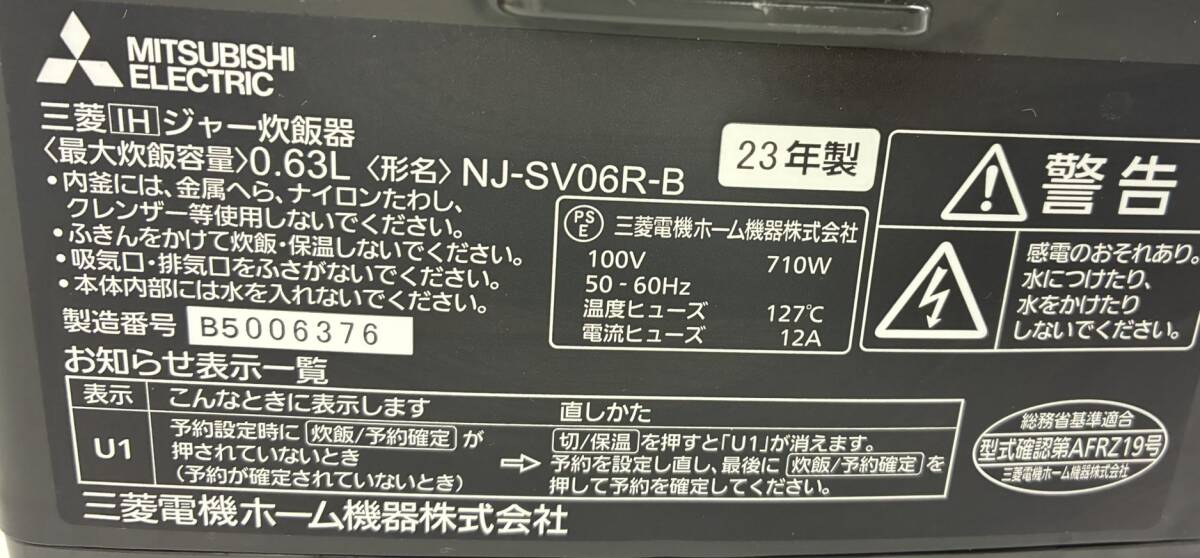 MITSUBISHI
ELECTRIC
三菱IHジャー炊飯器
〈最大炊飯容量〉0.63L 〈形名〉NJ-SV06R-B
23年製
・内釜には、金属へら、ナイロンたわし、
クレンザー等使用しないでください。
・ふきんをかけて炊飯・保温しないでください。
・吸気口・排気口をふさがないでください。
・本体内部には水を入れないでください。
製造番号 B5006376
PS
E
三菱電機ホーム機器株式会社
100V 710W
50-60Hz
温度ヒューズ 127℃
電流ヒューズ 12A
警告
感電のおそれあり。
水につけたり、
水をかけたり
しないでください。
お知らせ表示一覧
表示 こんなときに表示します 直しかた
U1
予約設定時に 炊飯/予約確定 が
押されていないとき
(予約が確定されていないとき)
⇨
切/保温 を押すと「U1」が消えます。
予約を設定し直し、最後に 炊飯/予約確定 を
押して予約を確定してください。
三菱電機ホーム機器株式会社
総務省基準適合
型式確認第AFRZ19号
三菱電機ホーム機器株式会社